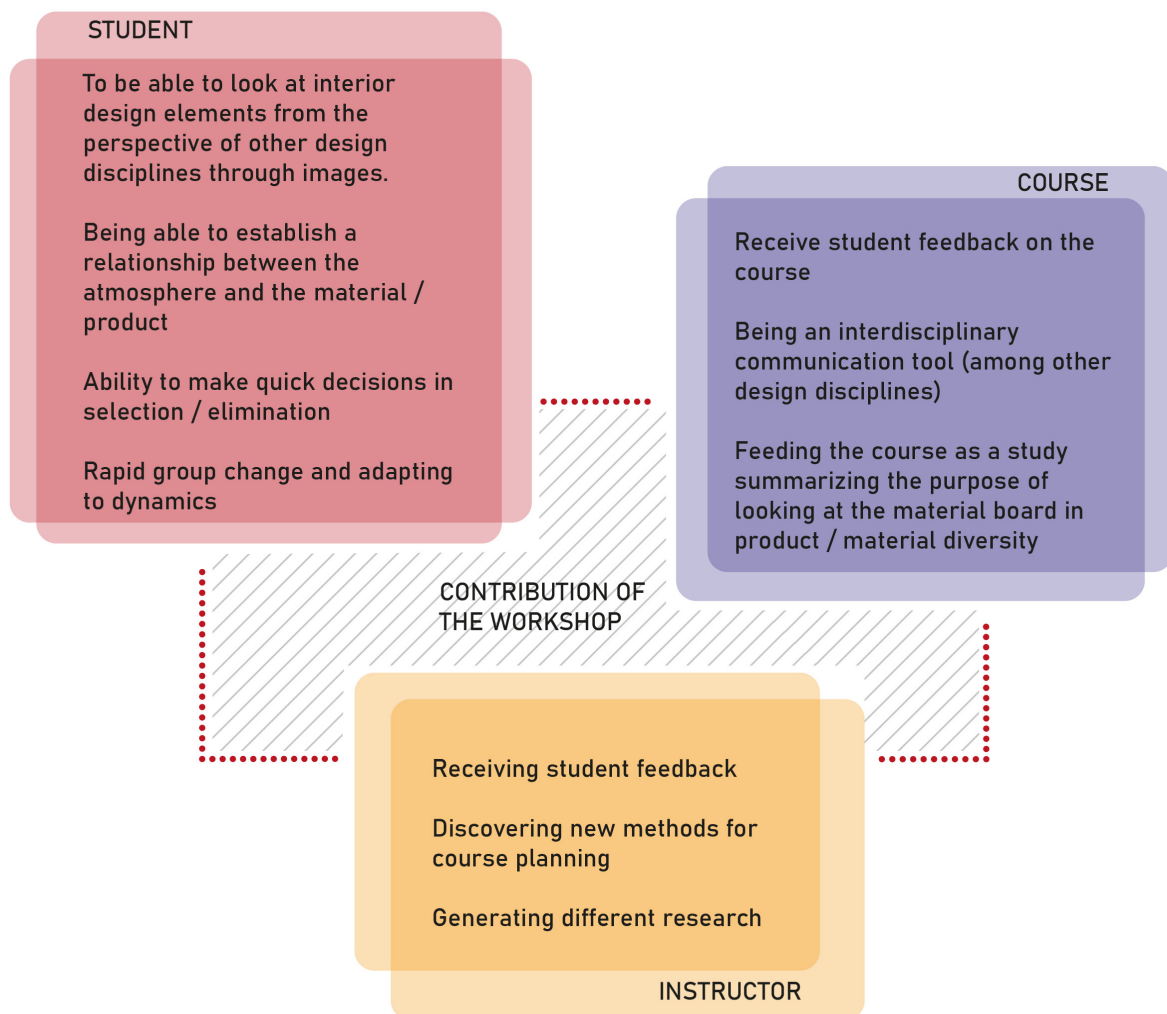 STUDENT
To be able to look at interior
design elements from the
perspective of other design
disciplines through images.
Being able to establish a
relationship between the
atmosphere and the material /
product
Ability to make quick decisions in
selection / elimination
Rapid group change and adapting
to dynamics
COURSE
Receive student feedback on the
course
Being an interdisciplinary
communication tool (among other
design disciplines)
Feeding the course as a study
summarizing the purpose of
looking at the material board in
product / material diversity
CONTRIBUTION OF
THE WORKSHOP
Receiving student feedback
Discovering new methods for
course planning
Generating different research
INSTRUCTOR